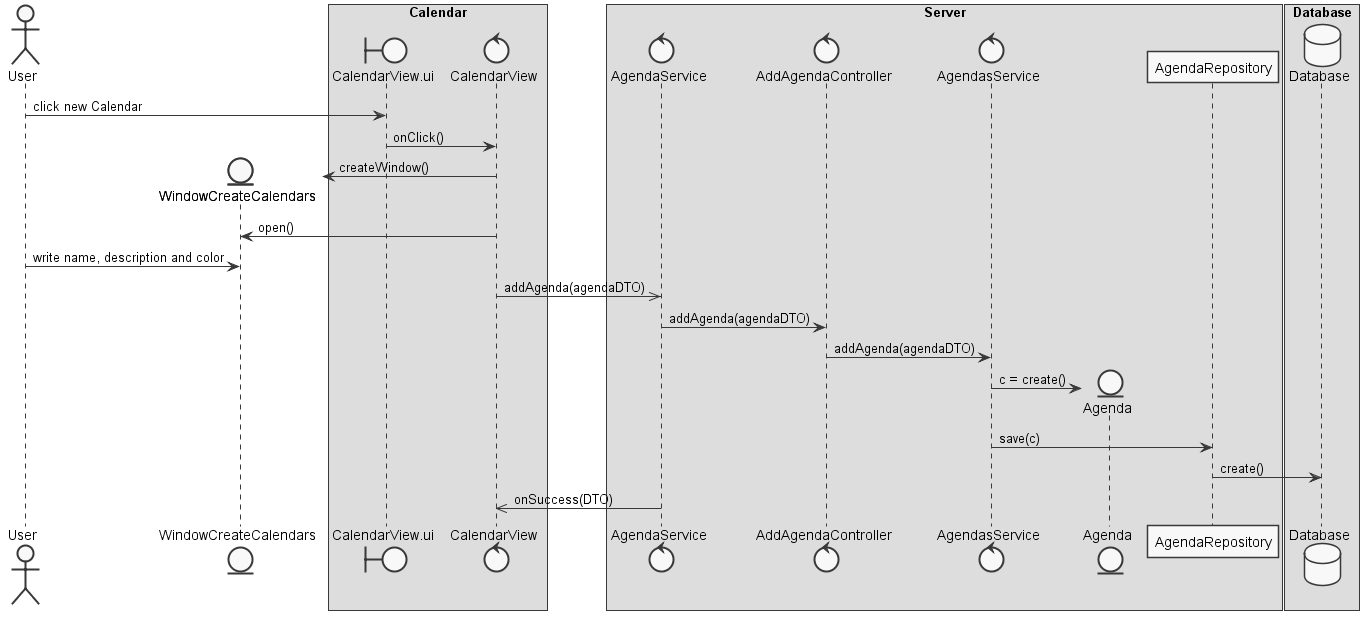 Calendar
Server
Database
User
CalendarView.ui
CalendarView
AgendaService
AddAgendaController
AgendasService
AgendaRepository
Database
click new Calendar
onClick()
createWindow()
WindowCreateCalendars
open()
write name, description and color
addAgenda(agendaDTO)
addAgenda(agendaDTO)
addAgenda(agendaDTO)
c = create()
Agenda
save(c)
create()
onSuccess(DTO)
User
WindowCreateCalendars
CalendarView.ui
CalendarView
AgendaService
AddAgendaController
AgendasService
Agenda
AgendaRepository
Database